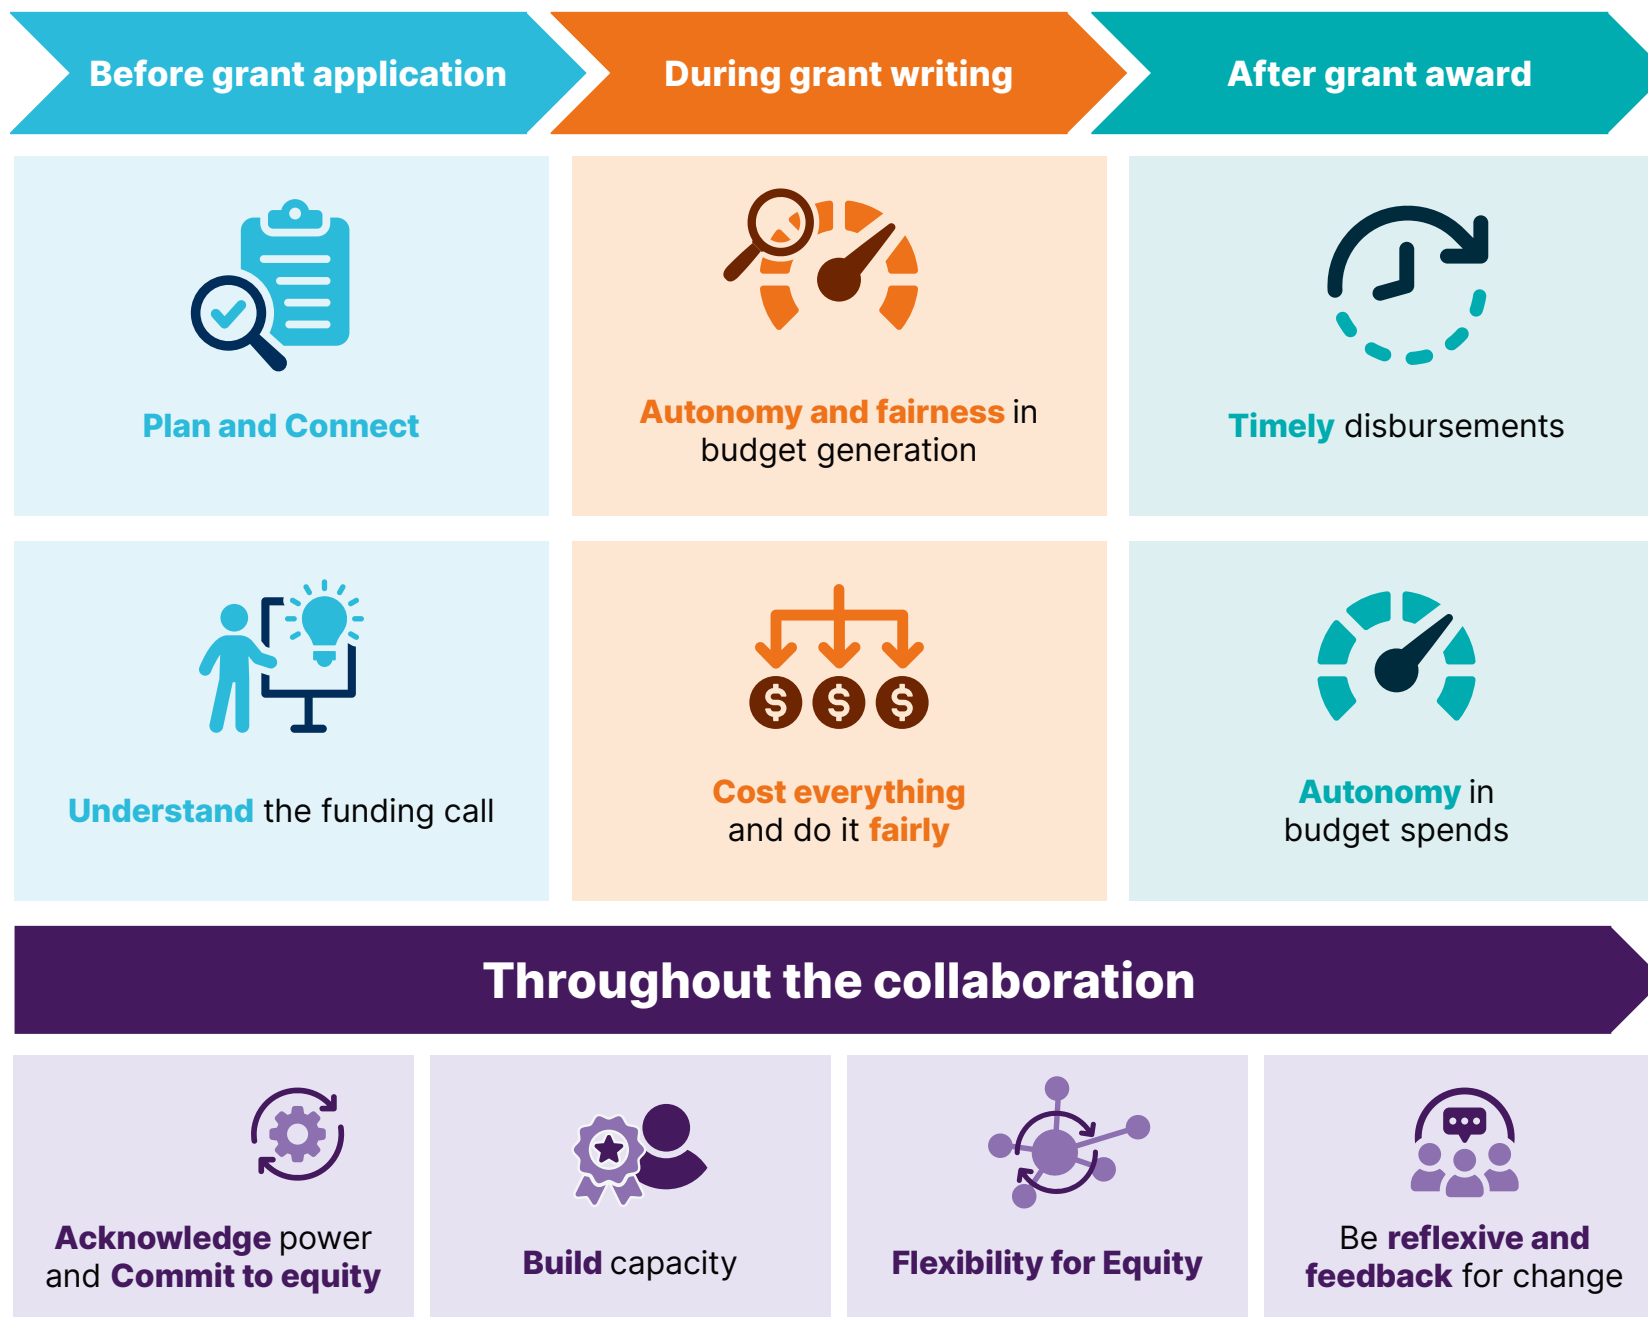 Before grant application
During grant writing
After grant award
Plan and Connect
Autonomy and fairness in
budget generation
Timely disbursements
Understand the funding call
$ $ $
Cost everything
and do it fairly
Autonomy in
budget spends
Throughout the collaboration
Acknowledge power
and Commit to equity
Build capacity
Flexibility for Equity
Be reflexive and
feedback for change